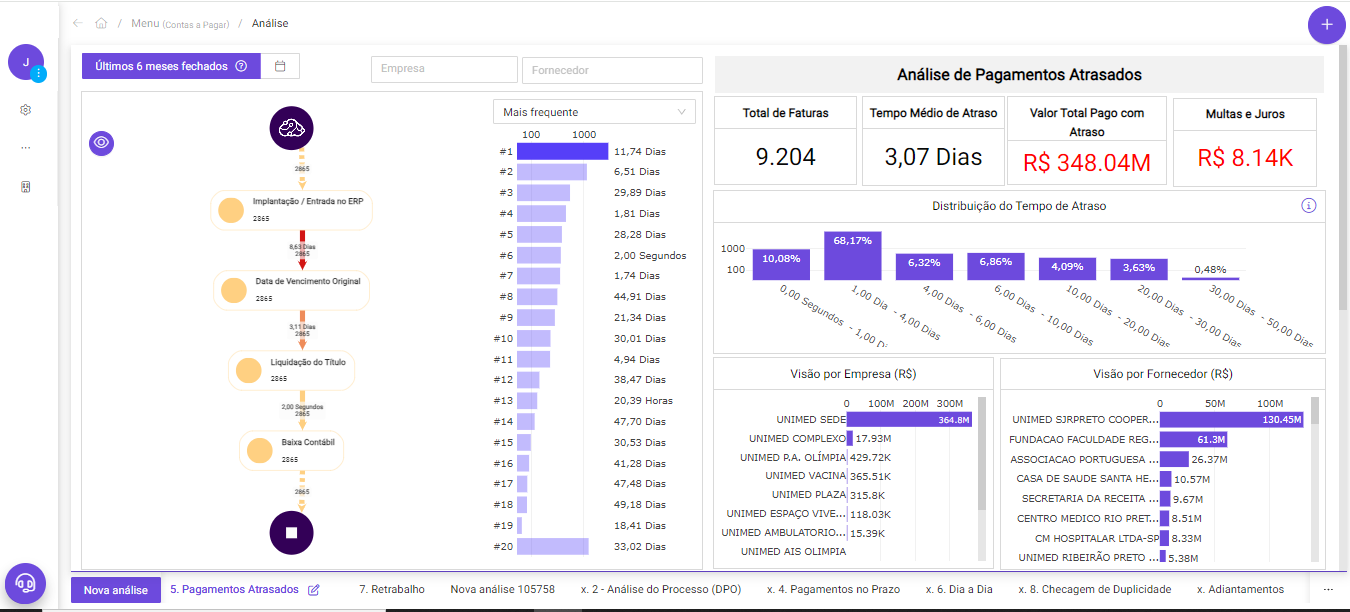 / Menu (Contas a Pagar) / Análise
+
J
Últimos 6 meses fechados ?
Empresa
Fornecedor
2865
Implantação / Entrada no ERP
2865
8,63 Dias
2865
Data de Vencimento Original
2865
3,11 Dias
2865
Liquidação do Título
2865
2,00 Segundos
2865
Baixa Contábil
2865
2865
Mais frequente
100 1000
#1 11,74 Dias
#2 6,51 Dias
#3 29,89 Dias
#4 1,81 Dias
#5 28,28 Dias
#6 2,00 Segundos
#7 1,74 Dias
#8 44,91 Dias
#9 21,34 Dias
#10 30,01 Dias
#11 4,94 Dias
#12 38,47 Dias
#13 20,39 Horas
#14 47,70 Dias
#15 30,53 Dias
#16 41,28 Dias
#17 47,48 Dias
#18 49,18 Dias
#19 18,41 Dias
#20 33,02 Dias
Análise de Pagamentos Atrasados
Total de Faturas
9.204
Tempo Médio de Atraso
3,07 Dias
Valor Total Pago com
Atraso
R$ 348.04M
Multas e Juros
R$ 8.14K
Distribuição do Tempo de Atraso
1000
100
10,08% 68,17% 6,32% 6,86% 4,09% 3,63% 0,48%
0,00 Segundos - 1,00 D
1,00 Dia - 4,00 Dias
4,00 Dias - 6,00 Dias
6,00 Dias - 10,00 Dias
10,00 Dias - 20,00 Dias
20,00 Dias - 30,00 Dias
30,00 Dias - 50,00 Dias
Visão por Empresa (R$)
0 100M 200M 300M
UNIMED SEDE 364.8M
UNIMED COMPLEXO 17.93M
UNIMED P.A. OLÍMPIA 429.72K
UNIMED VACINA 365.51K
UNIMED PLAZA 315.8K
UNIMED ESPAÇO VIVE... 118.03K
UNIMED AMBULATORIO... 15.39K
UNIMED AIS OLIMPIA
Visão por Fornecedor (R$)
0 50M 100M
UNIMED SJRPRETO COOPER... 130.45M
FUNDACAO FACULDADE REG... 61.3M
ASSOCIACAO PORTUGUESA ... 26.37M
CASA DE SAUDE SANTA HE... 10.57M
SECRETARIA DA RECEITA ... 9.67M
CENTRO MEDICO RIO PRET... 8.51M
CM HOSPITALAR LTDA-SP 8.33M
UNIMED RIBEIRÃO PRETO ... 5.38M
Nova análise 5. Pagamentos Atrasados 7. Retrabalho Nova análise 105758 x. 2 - Análise do Processo (DPO) x. 4. Pagamentos no Prazo x. 6. Dia a Dia x. 8. Checagem de Duplicidade x. Adiantamentos ...